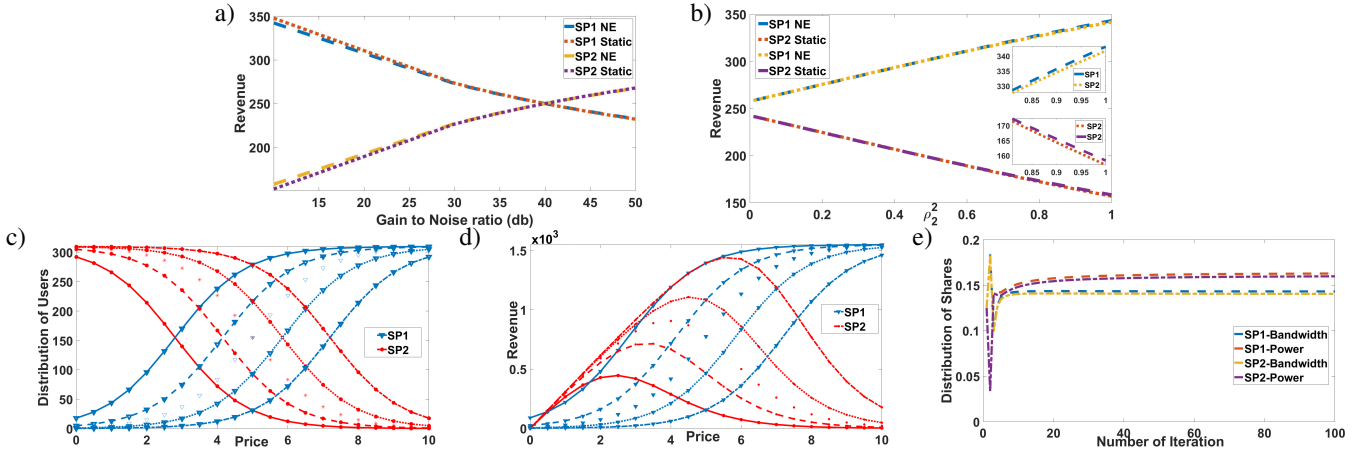 a)
350
300
250
200
Revenue
15 20 25 30 35 40 45 50
Gain to Noise ratio (db)
SP1 NE
SP1 Static
SP2 NE
SP2 Static
b)
350
300
250
200
150
Revenue
0 0.2 0.4 0.6 0.8 1
ρ₂²
SP1 NE
SP2 Static
SP1 NE
SP2 Static
340
335
330
0.85 0.9 0.95 1
SP1
SP2
170
165
160
0.85 0.9 0.95 1
SP2
SP2
c)
300
250
200
150
100
50
0
Distribution of Users
0 2 4 6 8 10
Price
SP1
SP2
d)
×10³
1.5
1.0
0.5
0
Revenue
0 2 4 6 8 10
Price
SP1
SP2
e)
0.2
0.15
0.1
0.05
0
Distribution of Shares
0 20 40 60 80 100
Number of Iteration
SP1-Bandwidth
SP1-Power
SP2-Bandwidth
SP2-Power